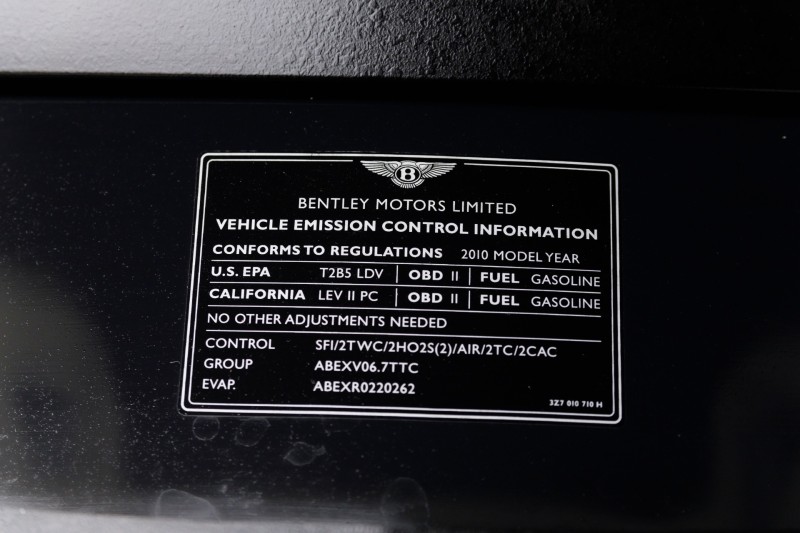 B
BENTLEY MOTORS LIMITED
VEHICLE EMISSION CONTROL INFORMATION
CONFORMS TO REGULATIONS 2010 MODEL YEAR
U.S. EPA T2B5 LDV OBD II FUEL GASOLINE
CALIFORNIA LEV II PC OBD II FUEL GASOLINE
NO OTHER ADJUSTMENTS NEEDED
CONTROL SFI/2TWC/2HO2S(2)/AIR/2TC/2CAC
GROUP ABEXV06.7TTC
EVAP. ABEXR0220262
3Z7 010 710 H